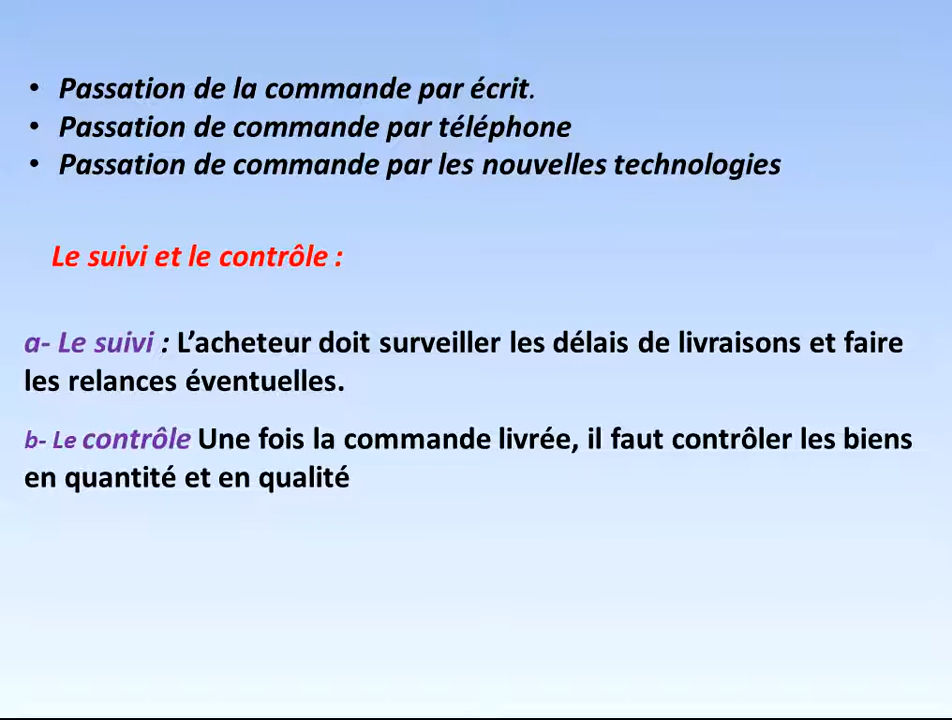 • Passation de la commande par écrit.
• Passation de commande par téléphone
• Passation de commande par les nouvelles technologies
Le suivi et le contrôle :
a- Le suivi : L’acheteur doit surveiller les délais de livraisons et faire
les relances éventuelles.
b- Le contrôle Une fois la commande livrée, il faut contrôler les biens
en quantité et en qualité